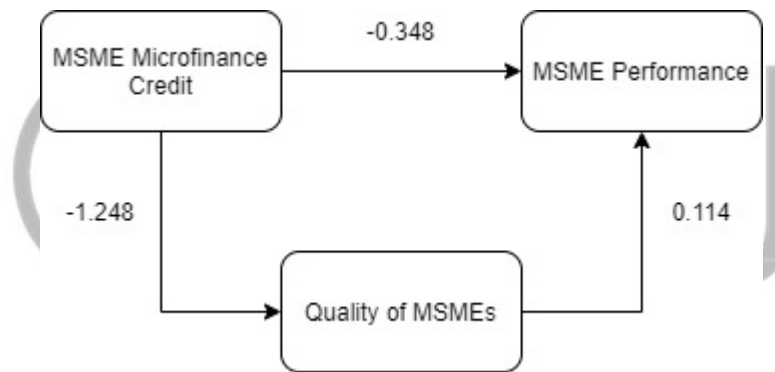 MSME Microfinance
Credit
-0.348
MSME Performance
-1.248
0.114
Quality of MSMEs